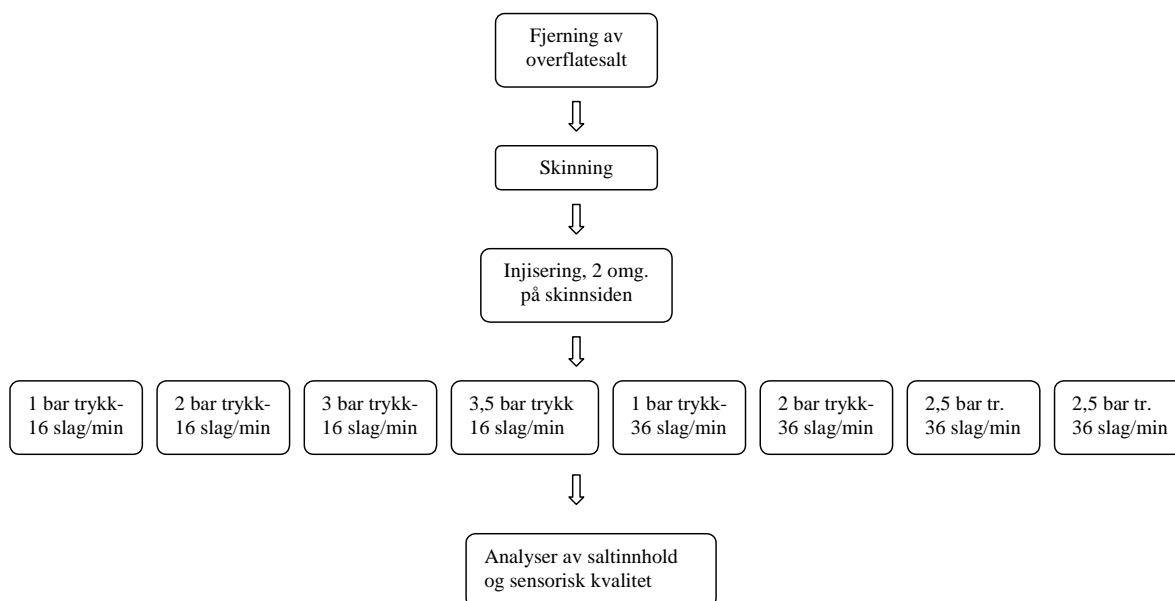 Fjerning av
overflatesalt
Skinning
Injisering, 2 omg.
på skinnsiden
1 bar trykk-
16 slag/min
2 bar trykk-
16 slag/min
3 bar trykk-
16 slag/min
3,5 bar trykk
16 slag/min
1 bar trykk-
36 slag/min
2 bar trykk-
36 slag/min
2,5 bar tr.
36 slag/min
2,5 bar tr.
36 slag/min
Analyser av saltinnhold
og sensorisk kvalitet